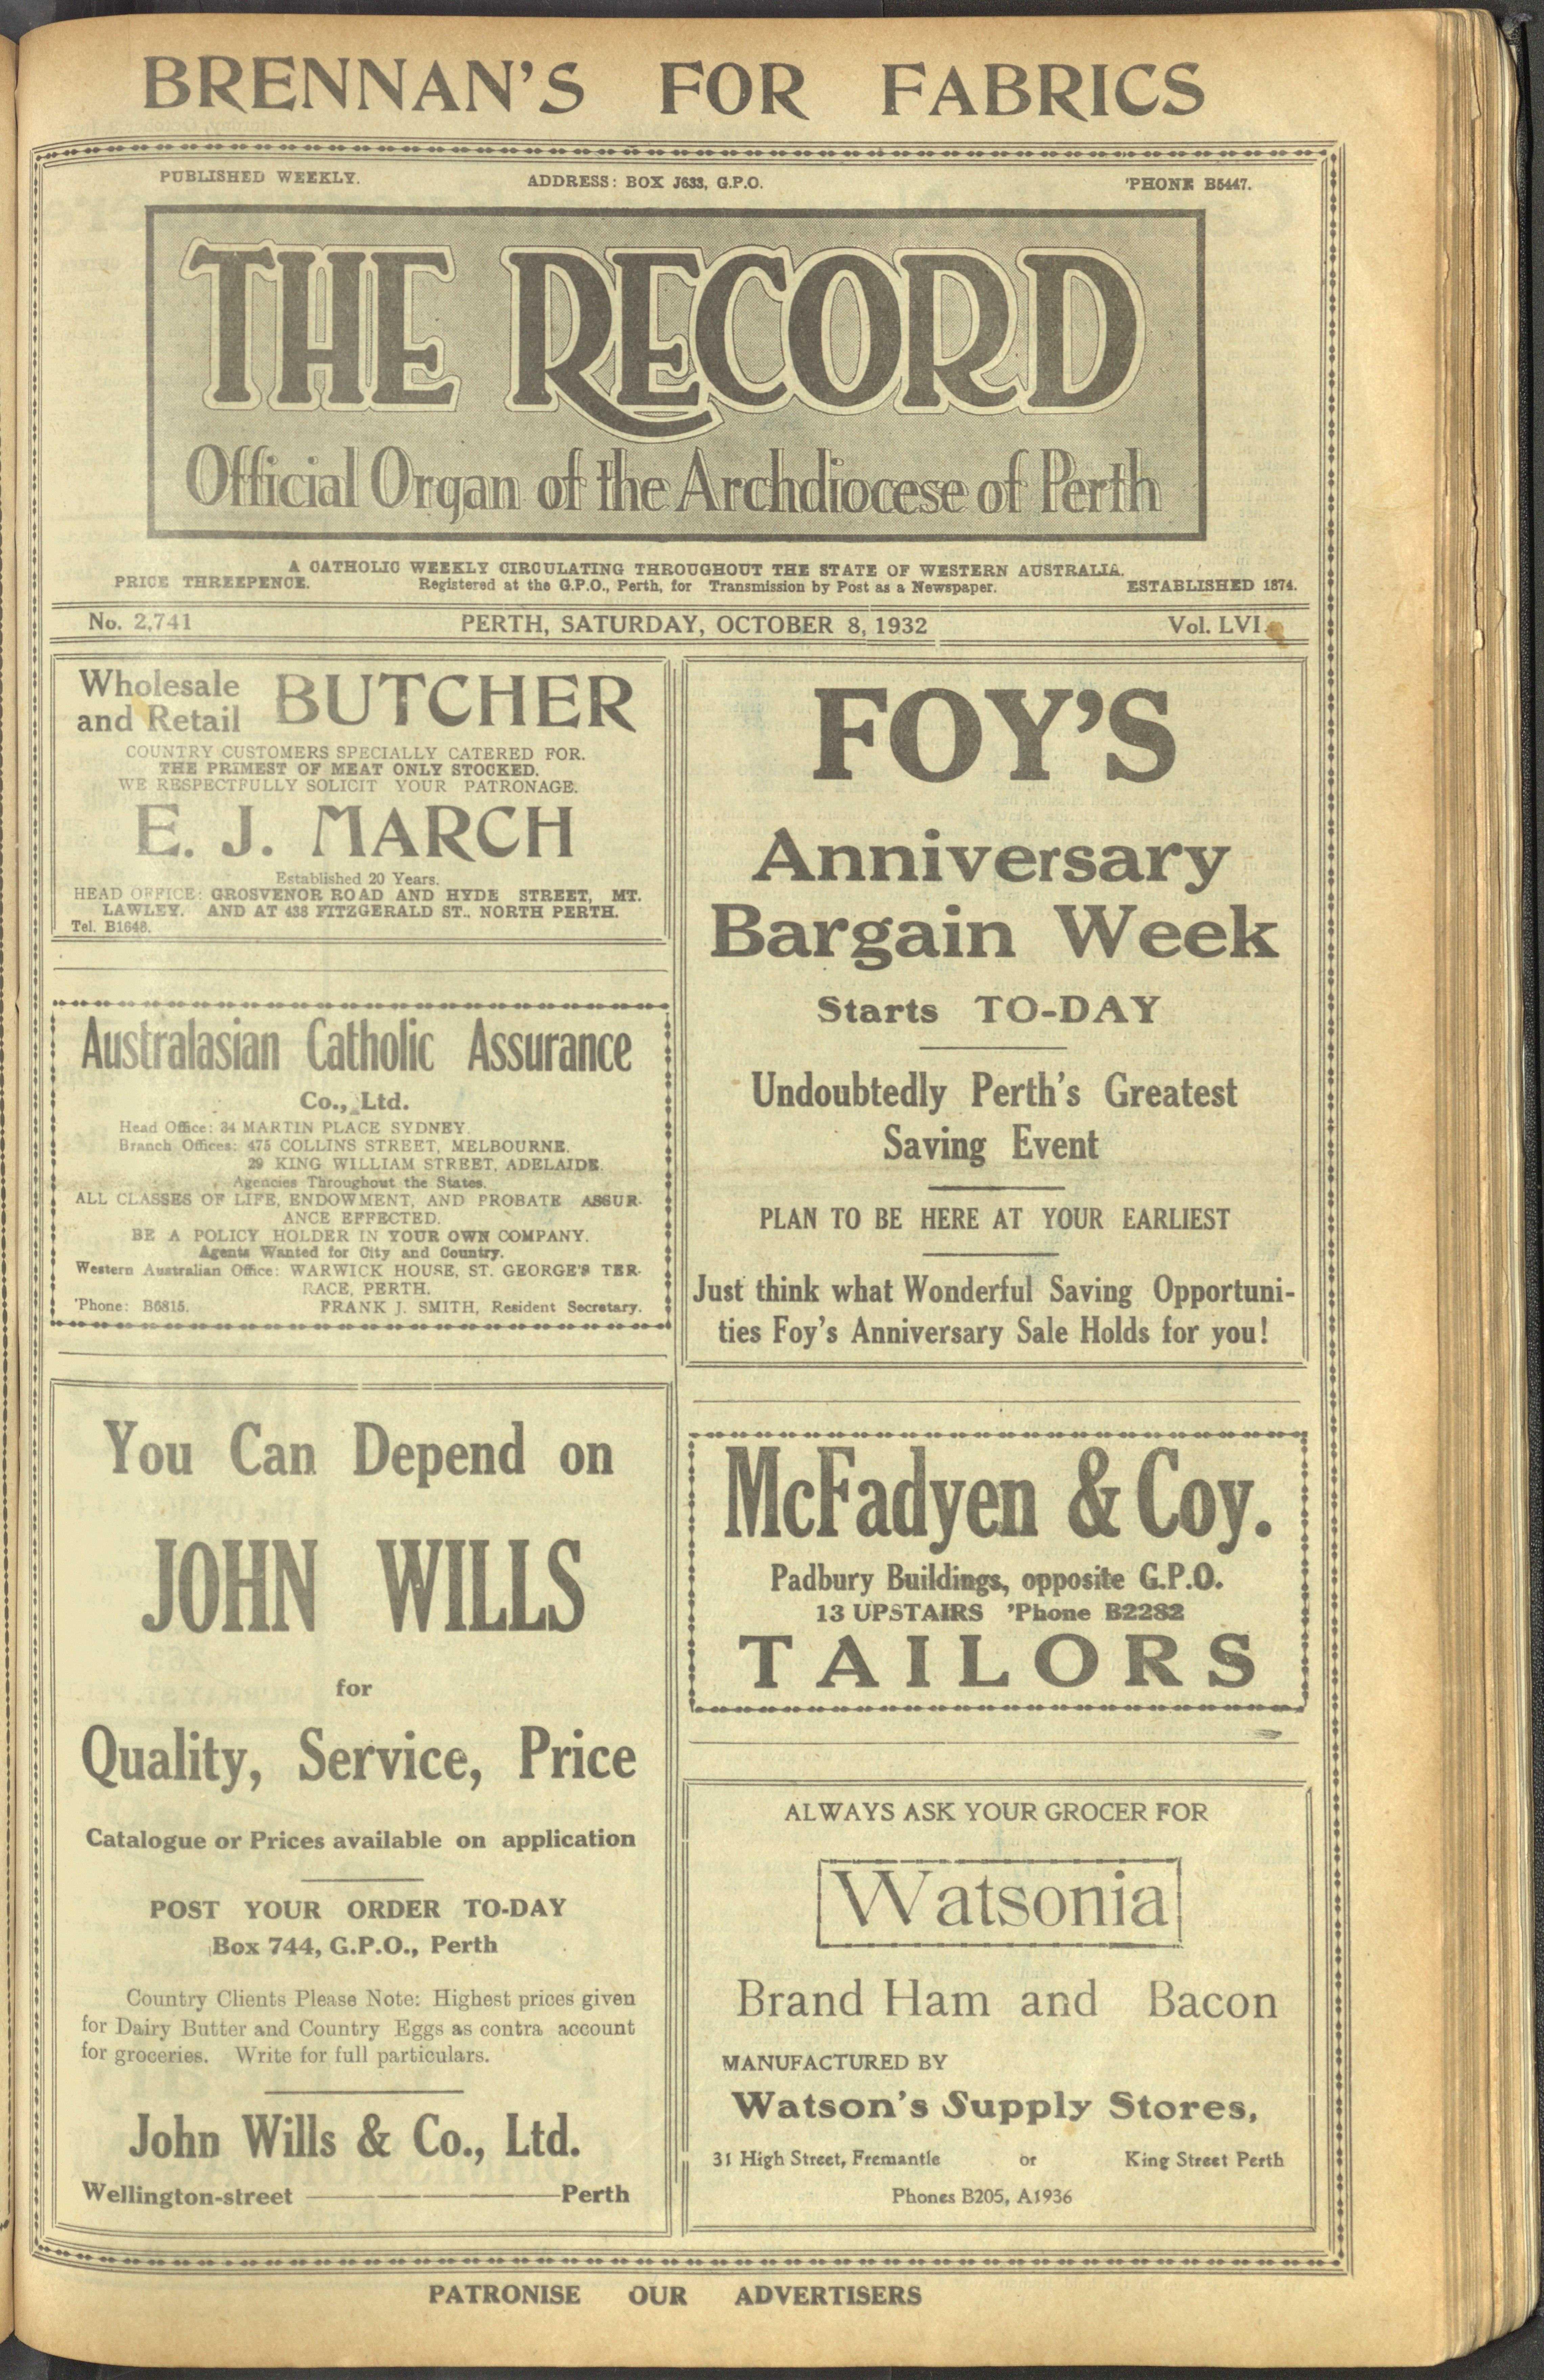 BRENNAN'S FOR FABRICS
PUBLISHED WEEKLY. ADDRESS: BOX J633, G.P.O. 'PHONE B5447.
THE RECORD
Official Organ of the Archdiocese of Perth
A CATHOLIC WEEKLY CIRCULATING THROUGHOUT THE STATE OF WESTERN AUSTRALIA.
PRICE THREEPENCE. Registered at the G.P.O., Perth, for Transmission by Post as a Newspaper. ESTABLISHED 1874.
No. 2,741 PERTH, SATURDAY, OCTOBER 8, 1932 Vol. LVI.
Wholesale
and Retail BUTCHER
COUNTRY CUSTOMERS SPECIALLY CATERED FOR.
THE PRIMEST OF MEAT ONLY STOCKED.
WE RESPECTFULLY SOLICIT YOUR PATRONAGE.
E. J. MARCH
Established 20 Years.
HEAD OFFICE: GROSVENOR ROAD AND HYDE STREET, MT.
LAWLEY. AND AT 438 FITZGERALD ST., NORTH PERTH.
Tel. B1646.
Australasian Catholic Assurance
Co., Ltd.
Head Office: 34 MARTIN PLACE SYDNEY.
Branch Offices: 475 COLLINS STREET, MELBOURNE.
29 KING WILLIAM STREET, ADELAIDE.
Agencies Throughout the States.
ALL CLASSES OF LIFE, ENDOWMENT, AND PROBATE ASSUR-
ANCE EFFECTED.
BE A POLICY HOLDER IN YOUR OWN COMPANY.
Agents Wanted for City and Country.
Western Australian Office: WARWICK HOUSE, ST. GEORGE'S TER-
RACE, PERTH.
'Phone: B6815. FRANK J. SMITH, Resident Secretary.
You Can Depend on
JOHN WILLS
for
Quality, Service, Price
Catalogue or Prices available on application
POST YOUR ORDER TO-DAY
Box 744, G.P.O., Perth
Country Clients Please Note: Highest prices given
for Dairy Butter and Country Eggs as contra account
for groceries. Write for full particulars.
John Wills & Co., Ltd.
Wellington-street Perth
FOY'S
Anniversary
Bargain Week
Starts TO-DAY
Undoubtedly Perth's Greatest
Saving Event
PLAN TO BE HERE AT YOUR EARLIEST
Just think what Wonderful Saving Opportuni-
ties Foy's Anniversary Sale Holds for you!
McFadyen & Coy.
Padbury Buildings, opposite G.P.O.
13 UPSTAIRS 'Phone B2282
TAILORS
ALWAYS ASK YOUR GROCER FOR
Watsonia
Brand Ham and Bacon
MANUFACTURED BY
Watson's Supply Stores,
31 High Street, Fremantle or King Street Perth
Phones B205, A1936
PATRONISE OUR ADVERTISERS